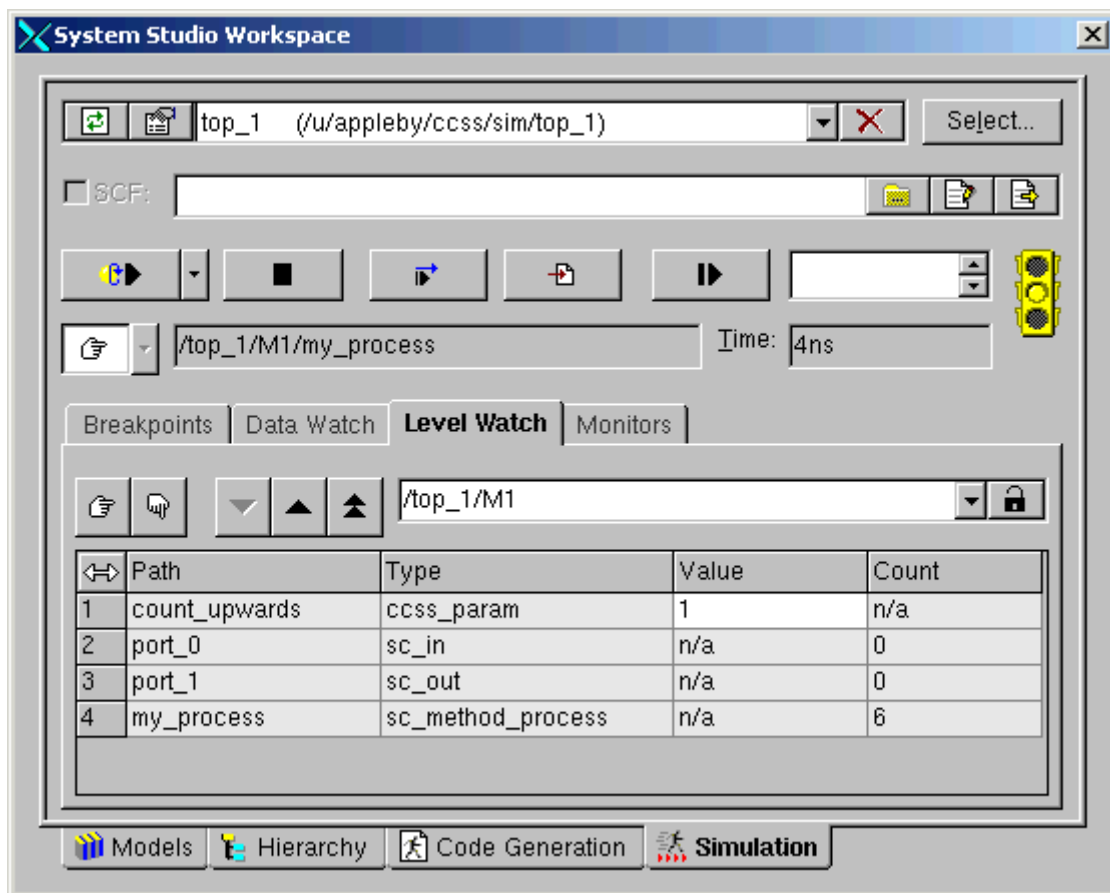 System Studio Workspace
top_1 (/u/appleby/ccss/sim/top_1) Select...
SCF:
/top_1/M1/my_process Time: 4ns
Breakpoints Data Watch Level Watch Monitors
/top_1/M1
Path Type Value Count
1 count_upwards ccss_param 1 n/a
2 port_0 sc_in n/a 0
3 port_1 sc_out n/a 0
4 my_process sc_method_process n/a 6
Models Hierarchy Code Generation Simulation